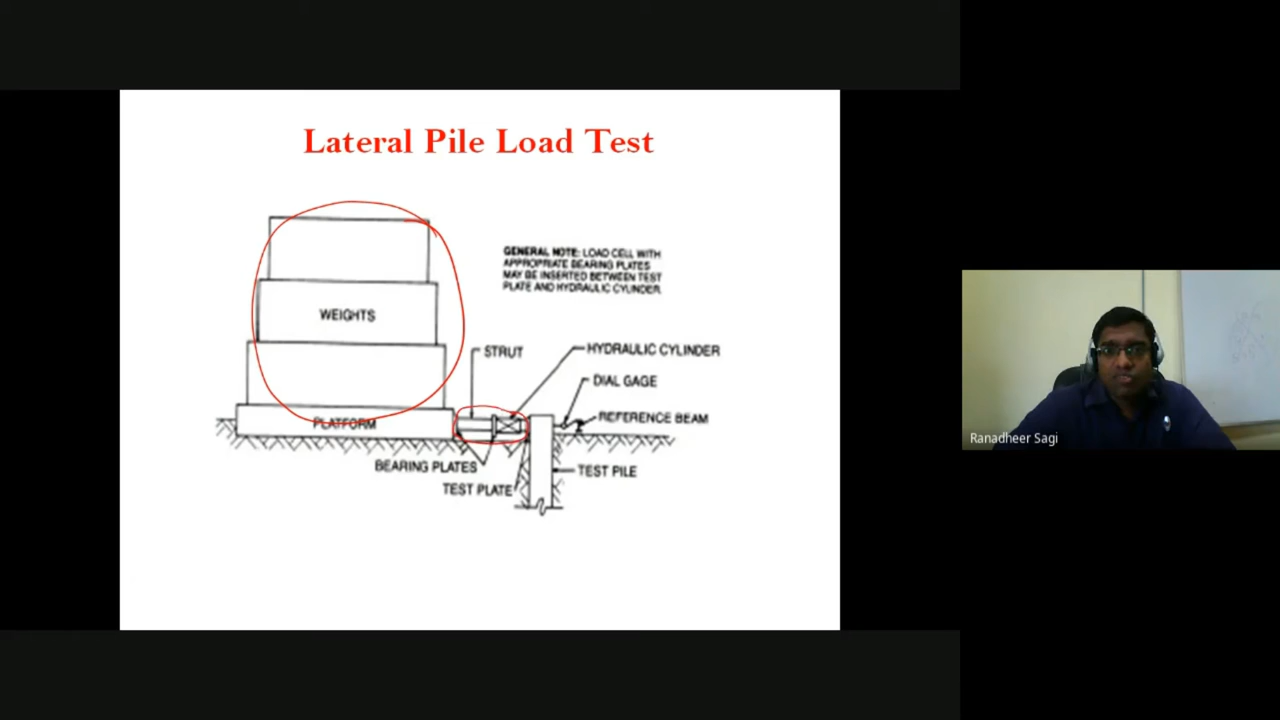 Lateral Pile Load Test
GENERAL NOTE: LOAD CELL WITH
APPROPRIATE BEARING PLATES
MAY BE INSERTED BETWEEN TEST
PLATE AND HYDRAULIC CYLINDER.
WEIGHTS
STRUT
HYDRAULIC CYLINDER
DIAL GAGE
REFERENCE BEAM
PLATFORM
BEARING PLATES
TEST PILE
TEST PLATE
Ranadheer Sagi